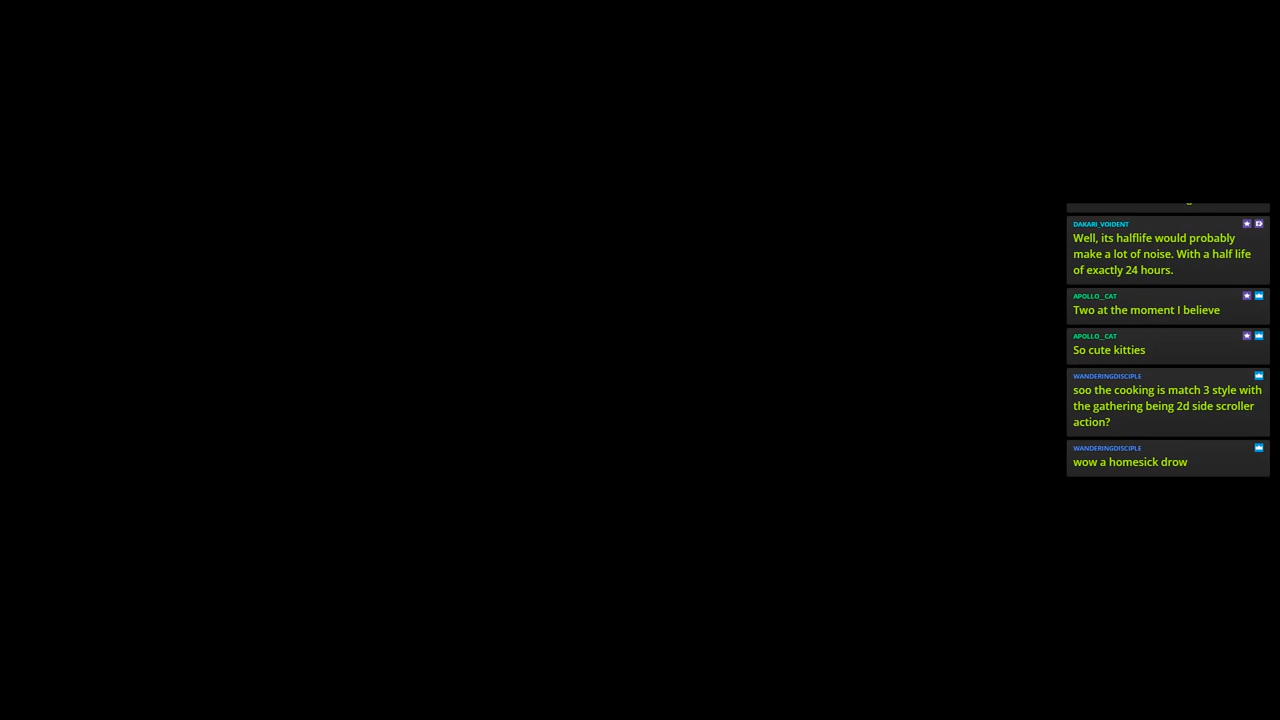 DAKARI_VOIDENT
Well, its halflife would probably
make a lot of noise. With a half life
of exactly 24 hours.
APOLLO_CAT
Two at the moment I believe
APOLLO_CAT
So cute kitties
WANDERINGDISCIPLE
soo the cooking is match 3 style with
the gathering being 2d side scroller
action?
WANDERINGDISCIPLE
wow a homesick drow